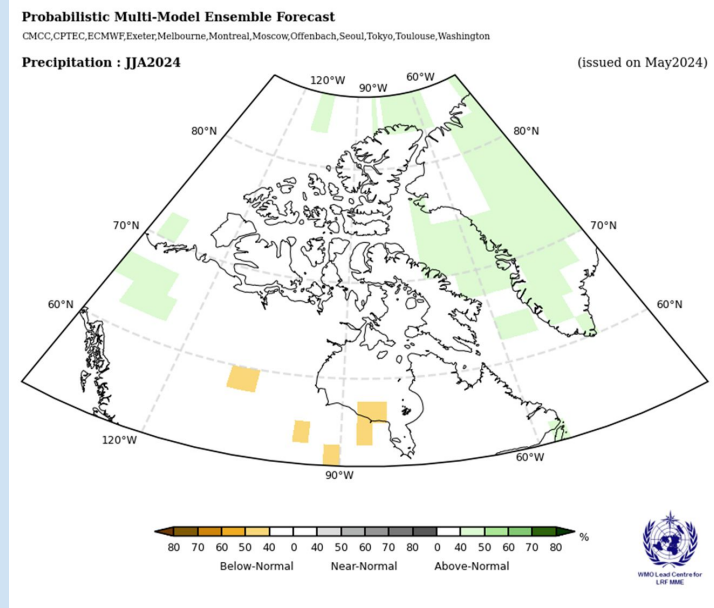 Probabilistic Multi-Model Ensemble Forecast
CMCC,CPTEC,ECMWF,Exeter,Melbourne,Montreal,Moscow,Offenbach,Seoul,Tokyo,Toulouse,Washington
Precipitation : JJA2024 (issued on May2024)
120°W 90°W 60°W
80°N 80°N
70°N 70°N
60°N 60°N
120°W 60°W
90°W
80 70 60 50 40 0 40 50 60 70 80 0 40 50 60 70 80 %
Below-Normal Near-Normal Above-Normal
WMO Lead Centre for
LRF MME